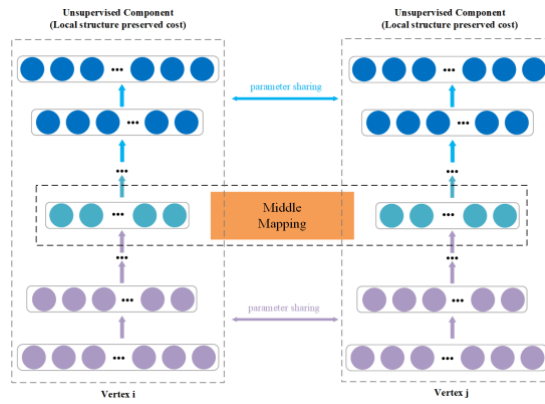 Unsupervised Component
(Local structure preserved cost)
Unsupervised Component
(Local structure preserved cost)
parameter sharing
Middle
Mapping
parameter sharing
Vertex i
Vertex j